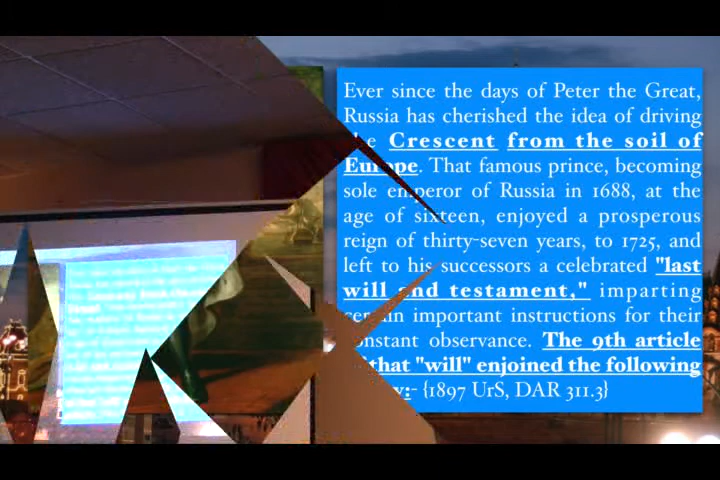 Ever since the days of Peter the Great,
Russia has cherished the idea of driving
Crescent from the soil of
Europe. That famous prince, becoming
sole emperor of Russia in 1688, at the
age of sixteen, enjoyed a prosperous
reign of thirty-seven years, to 1725, and
left to his successors a celebrated "last
will and testament," imparting
certain important instructions for their
constant observance. The 9th article
that "will" enjoined the following
:- {1897 UrS, DAR 311.3}